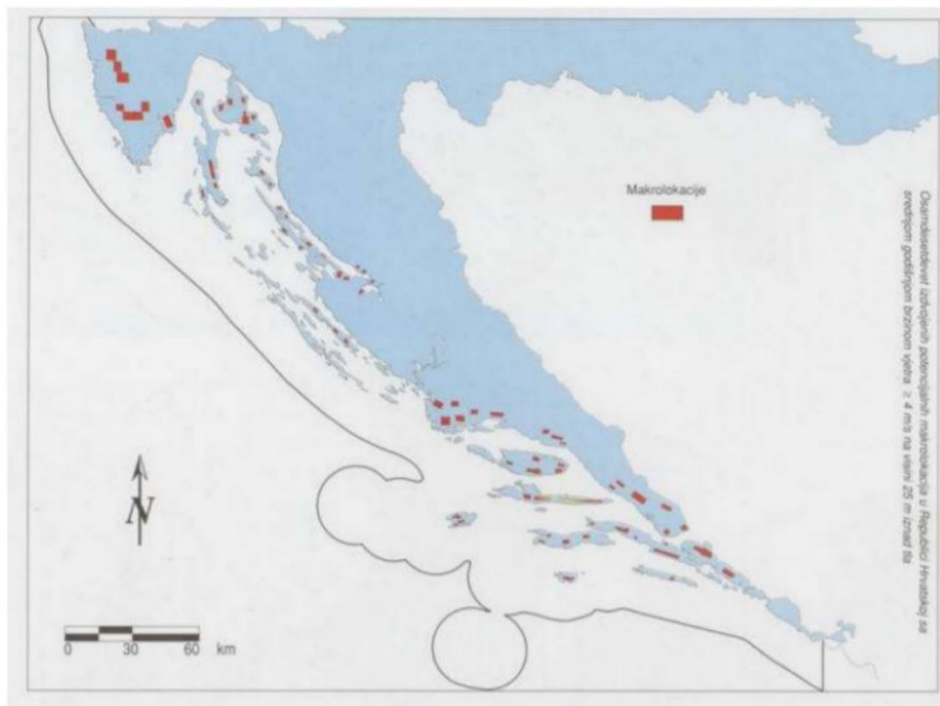 Makrolokacije
Osamdesetdevet izdvojenih potencijalnih makrolokacija u Republici Hrvatskoj sa
srednjom godišnjom brzinom vjetra ≥ 4 m/s na visini 25 m iznad tla
N
0 30 60 km